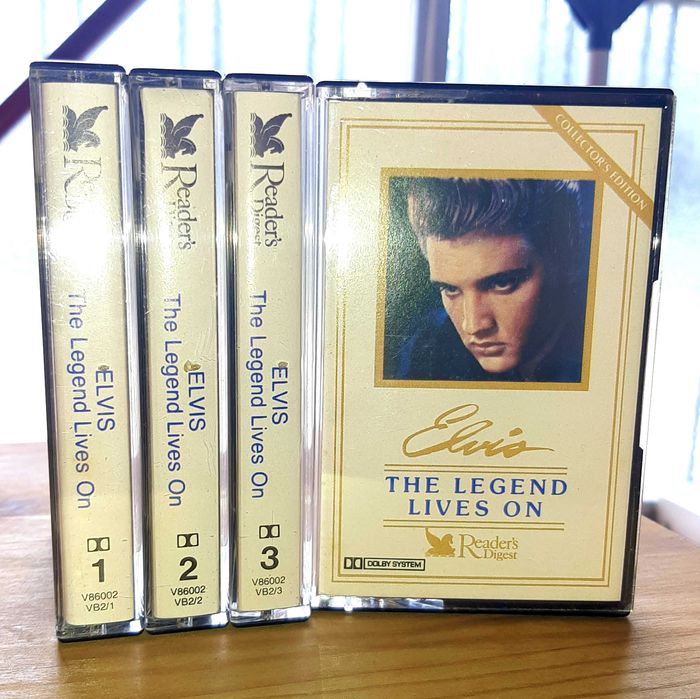 Reader's
ELVIS
The Legend Lives On
1
V86002
VB2/1
Reader's
ELVIS
The Legend Lives On
2
V86002
VB2/2
Reader's
Digest
ELVIS
The Legend Lives On
3
V86002
VB2/3
COLLECTOR'S EDITION
Elvis
THE LEGEND
LIVES ON
Reader's
Digest
DOLBY SYSTEM